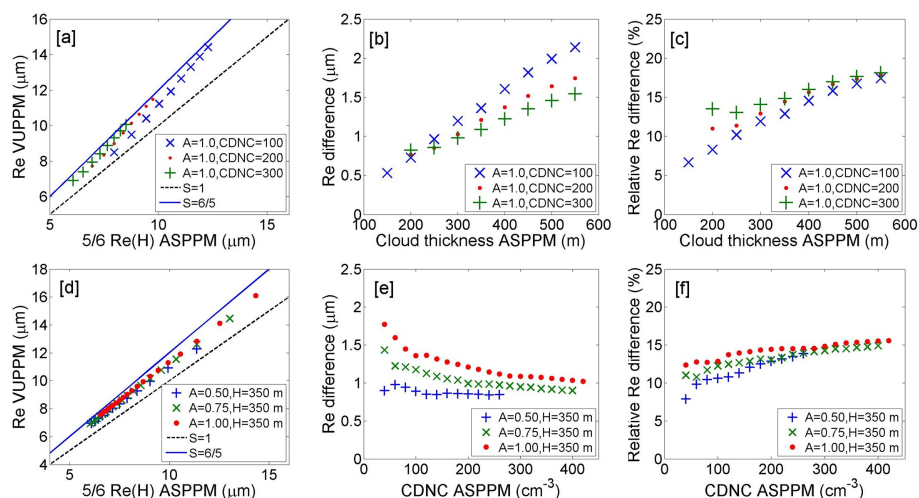 [a]
Re VUPPM (μm)
16
14
12
10
8
6
5
10
15
5/6 Re(H) ASPPM (μm)
A=1.0,CDNC=100
A=1.0,CDNC=200
A=1.0,CDNC=300
S=1
S=6/5
[b]
Re difference (μm)
2.5
2
1.5
1
0.5
0
100
200
300
400
500
600
Cloud thickness ASPPM (m)
A=1.0,CDNC=100
A=1.0,CDNC=200
A=1.0,CDNC=300
[c]
Relative Re difference (%)
25
20
15
10
5
0
100
200
300
400
500
600
Cloud thickness ASPPM (m)
A=1.0,CDNC=100
A=1.0,CDNC=200
A=1.0,CDNC=300
[d]
Re VUPPM (μm)
18
16
14
12
10
8
6
4
5
10
15
5/6 Re(H) ASPPM (μm)
A=0.50,H=350 m
A=0.75,H=350 m
A=1.00,H=350 m
S=1
S=6/5
[e]
Re difference (μm)
2.5
2
1.5
1
0.5
0
0
100
200
300
400
CDNC ASPPM (cm⁻³)
A=0.50,H=350 m
A=0.75,H=350 m
A=1.00,H=350 m
[f]
Relative Re difference (%)
25
20
15
10
5
0
0
100
200
300
400
CDNC ASPPM (cm⁻³)
A=0.50,H=350 m
A=0.75,H=350 m
A=1.00,H=350 m